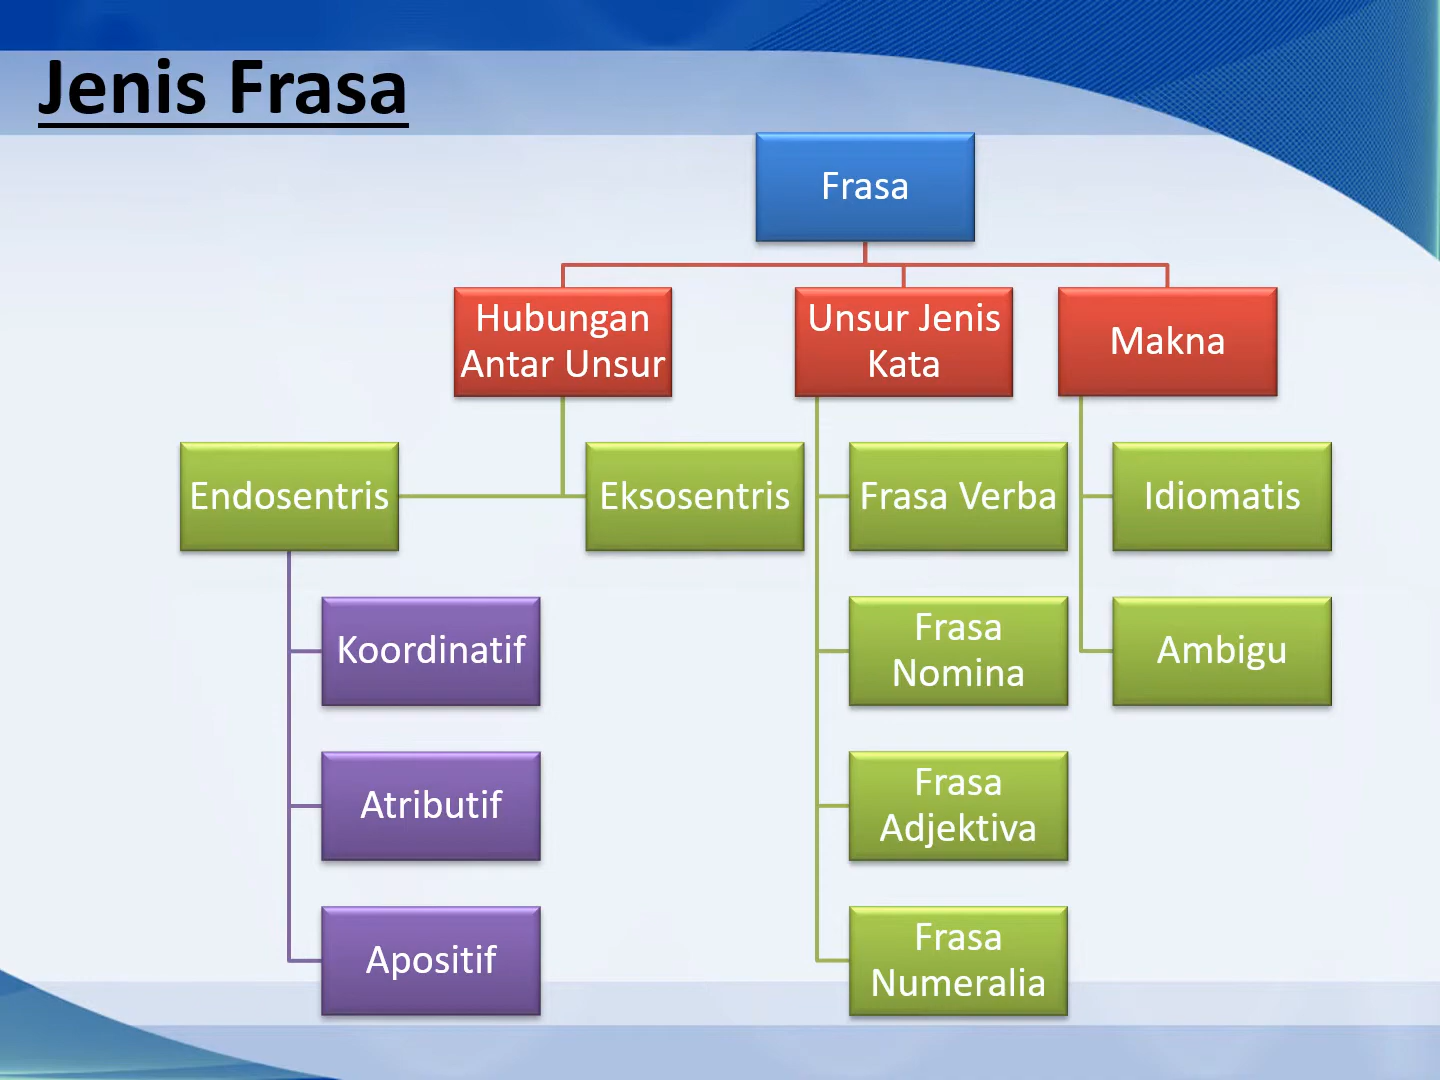 Jenis Frasa
Frasa
Hubungan
Antar Unsur
Unsur Jenis
Kata
Makna
Endosentris
Eksosentris
Frasa Verba
Idiomatis
Koordinatif
Frasa
Nomina
Ambigu
Atributif
Frasa
Adjektiva
Apositif
Frasa
Numeralia